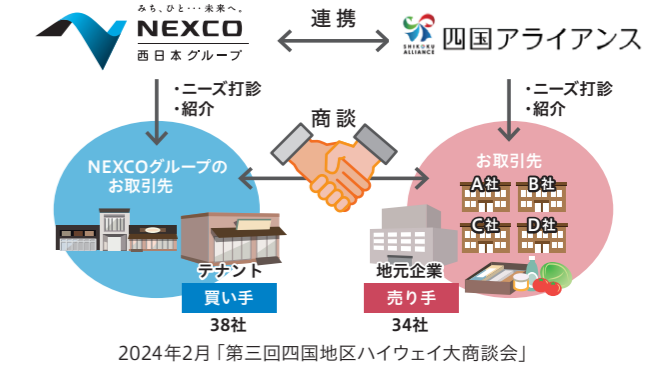 みち、ひと・・・未来へ。
NEXCO
西日本グループ
連携
SHIKOKU
ALLIANCE
四国アライアンス
・ニーズ打診
・紹介
・ニーズ打診
・紹介
商談
NEXCOグループの
お取引先
お取引先
A社
B社
C社
D社
テナント
地元企業
買い手
売り手
38社
34社
2024年2月「第三回四国地区ハイウェイ大商談会」